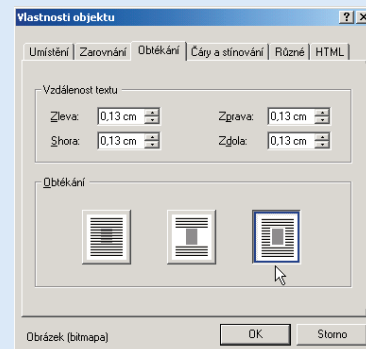 Vlastnosti objektu
Umístění Zarovnání Obtékání Čáry a stínování Různé HTML
Vzdálenost textu
Zleva: 0,13 cm Zprava: 0,13 cm
Shora: 0,13 cm Zdola: 0,13 cm
Obtékání
Obrázek (bitmapa) OK Storno